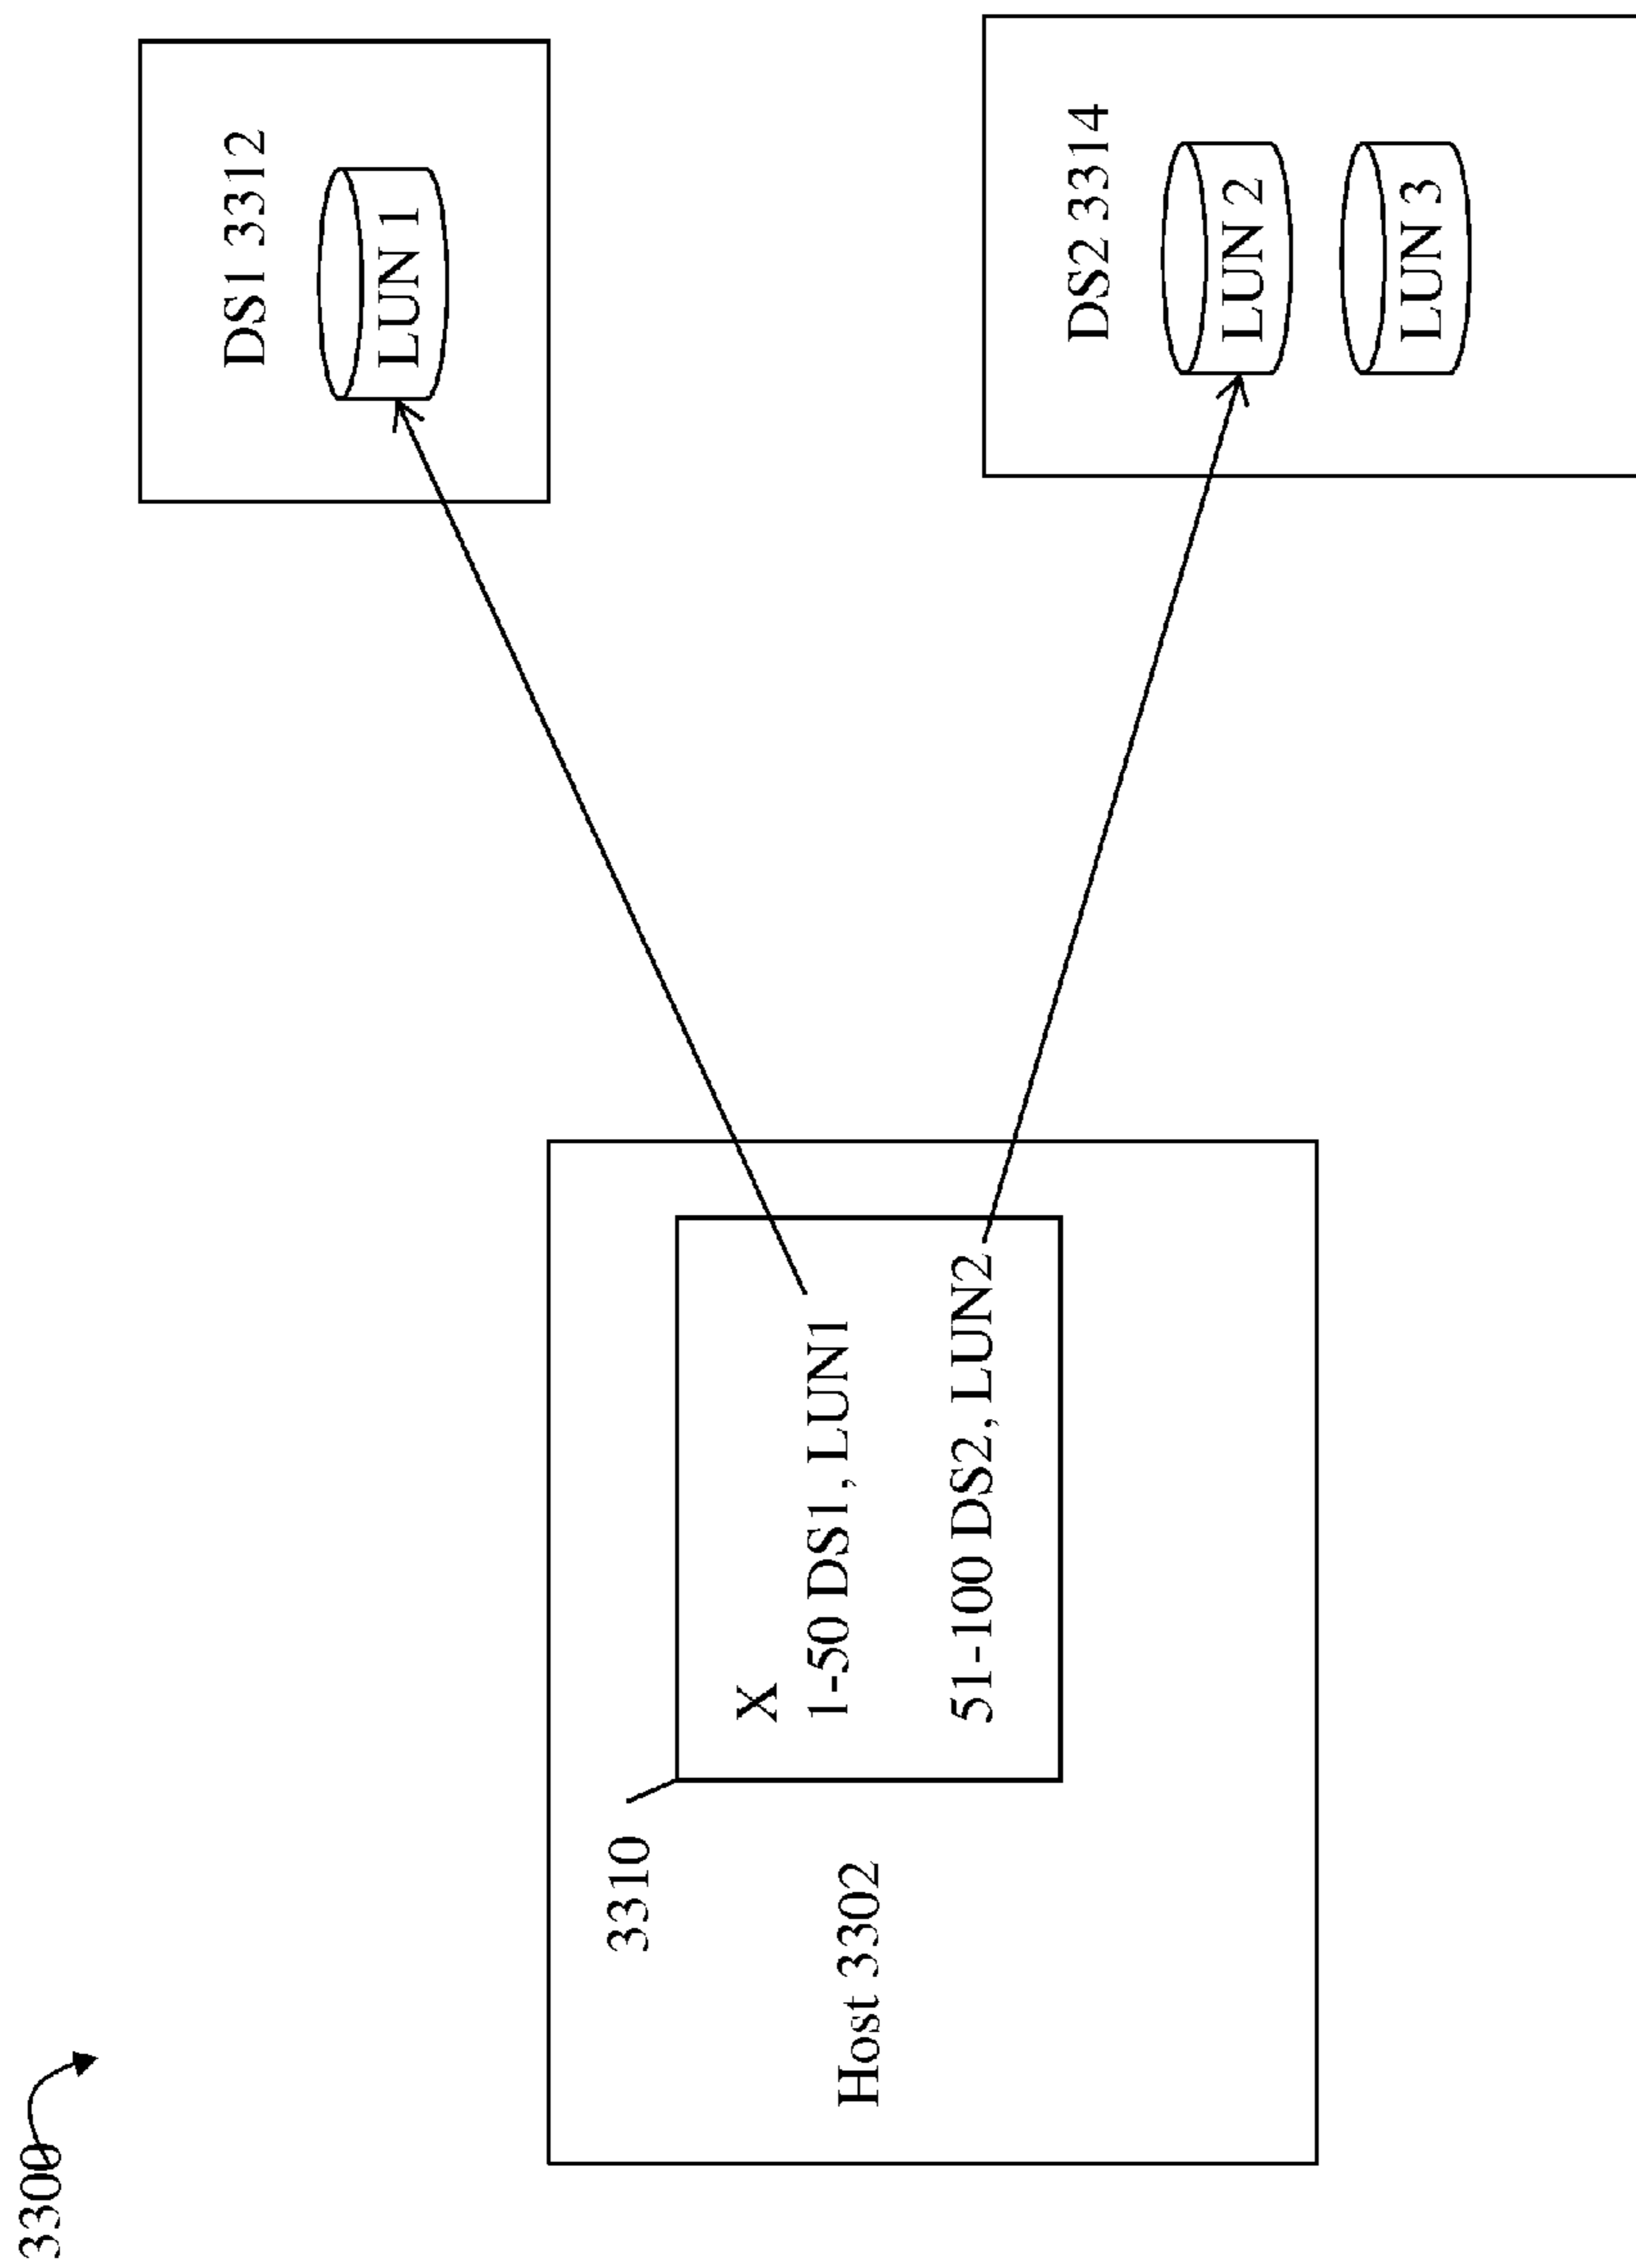 3300
Host 3302
3310
X
1-50 DS1, LUN1
51-100 DS2, LUN2
DS1 3312
LUN 1
DS2 3314
LUN 2
LUN 3